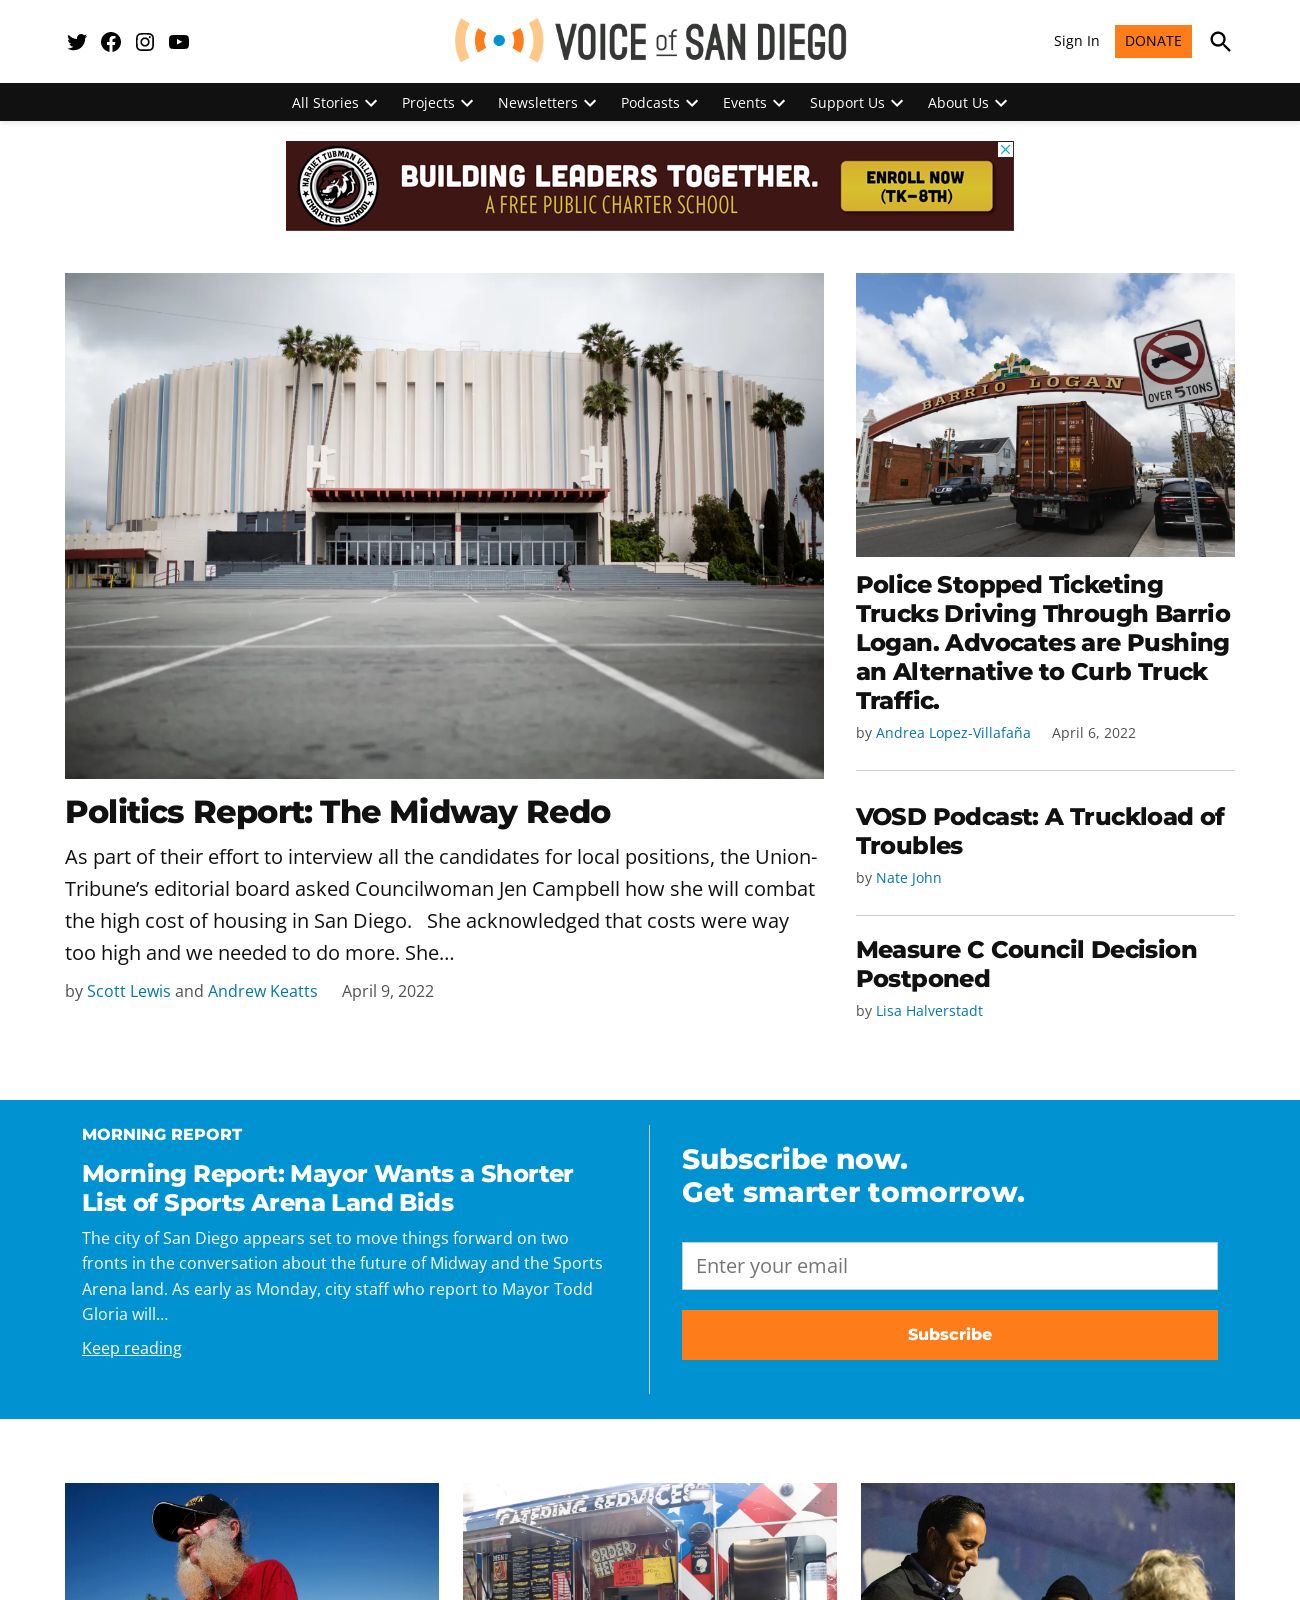 VOICE of SAN DIEGO
Sign In
DONATE
All Stories
Projects
Newsletters
Podcasts
Events
Support Us
About Us
HARRIET TUBMAN VILLAGE
CHARTER SCHOOL
BUILDING LEADERS TOGETHER.
A FREE PUBLIC CHARTER SCHOOL
ENROLL NOW
(TK–8TH)
BARRIO LOGAN
OVER 5 TONS
Politics Report: The Midway Redo
As part of their effort to interview all the candidates for local positions, the Union-
Tribune’s editorial board asked Councilwoman Jen Campbell how she will combat
the high cost of housing in San Diego.   She acknowledged that costs were way
too high and we needed to do more. She…
by Scott Lewis and Andrew Keatts April 9, 2022
Police Stopped Ticketing
Trucks Driving Through Barrio
Logan. Advocates are Pushing
an Alternative to Curb Truck
Traffic.
by Andrea Lopez-Villafaña April 6, 2022
VOSD Podcast: A Truckload of
Troubles
by Nate John
Measure C Council Decision
Postponed
by Lisa Halverstadt
MORNING REPORT
Morning Report: Mayor Wants a Shorter
List of Sports Arena Land Bids
The city of San Diego appears set to move things forward on two
fronts in the conversation about the future of Midway and the Sports
Arena land. As early as Monday, city staff who report to Mayor Todd
Gloria will…
Keep reading
Subscribe now.
Get smarter tomorrow.
Enter your email
Subscribe
CATERING SERVICES
ORDER
HERE